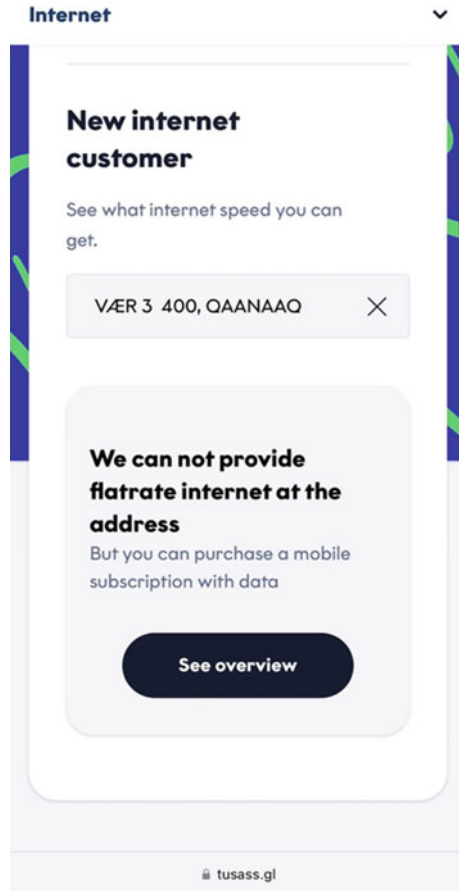 Internet
New internet
customer
See what internet speed you can
get.
VÆR 3 400, QAANAAQ
We can not provide
flatrate internet at the
address
But you can purchase a mobile
subscription with data
See overview
tusass.gl